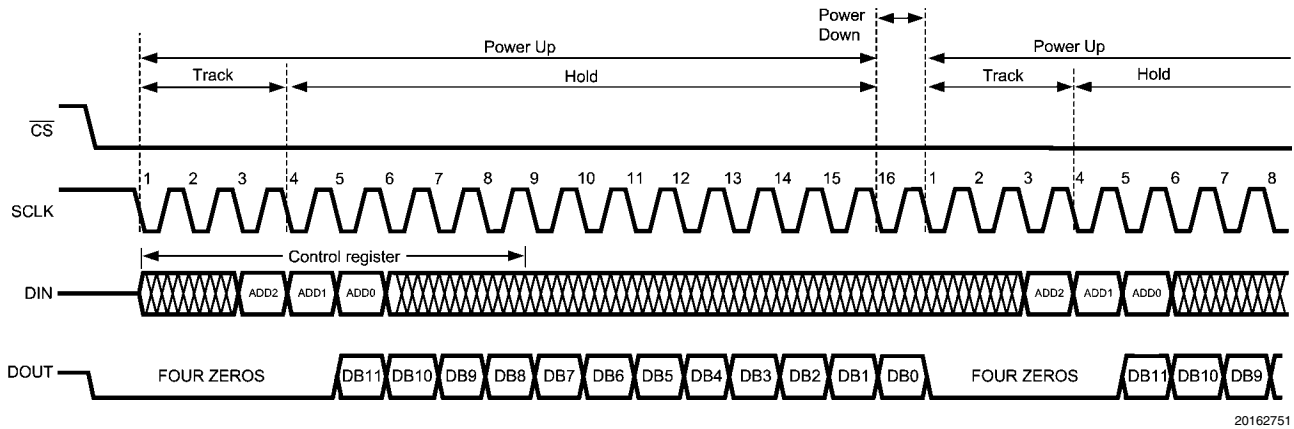 Power
Down
Power Up
Power Up
Track
Hold
Track
Hold
CS
1 2 3 4 5 6 7 8 9 10 11 12 13 14 15 16 1 2 3 4 5 6 7 8
SCLK
Control register
DIN
ADD2 ADD1 ADD0 ADD2 ADD1 ADD0
DOUT
FOUR ZEROS DB11 DB10 DB9 DB8 DB7 DB6 DB5 DB4 DB3 DB2 DB1 DB0 FOUR ZEROS DB11 DB10 DB9
20162751